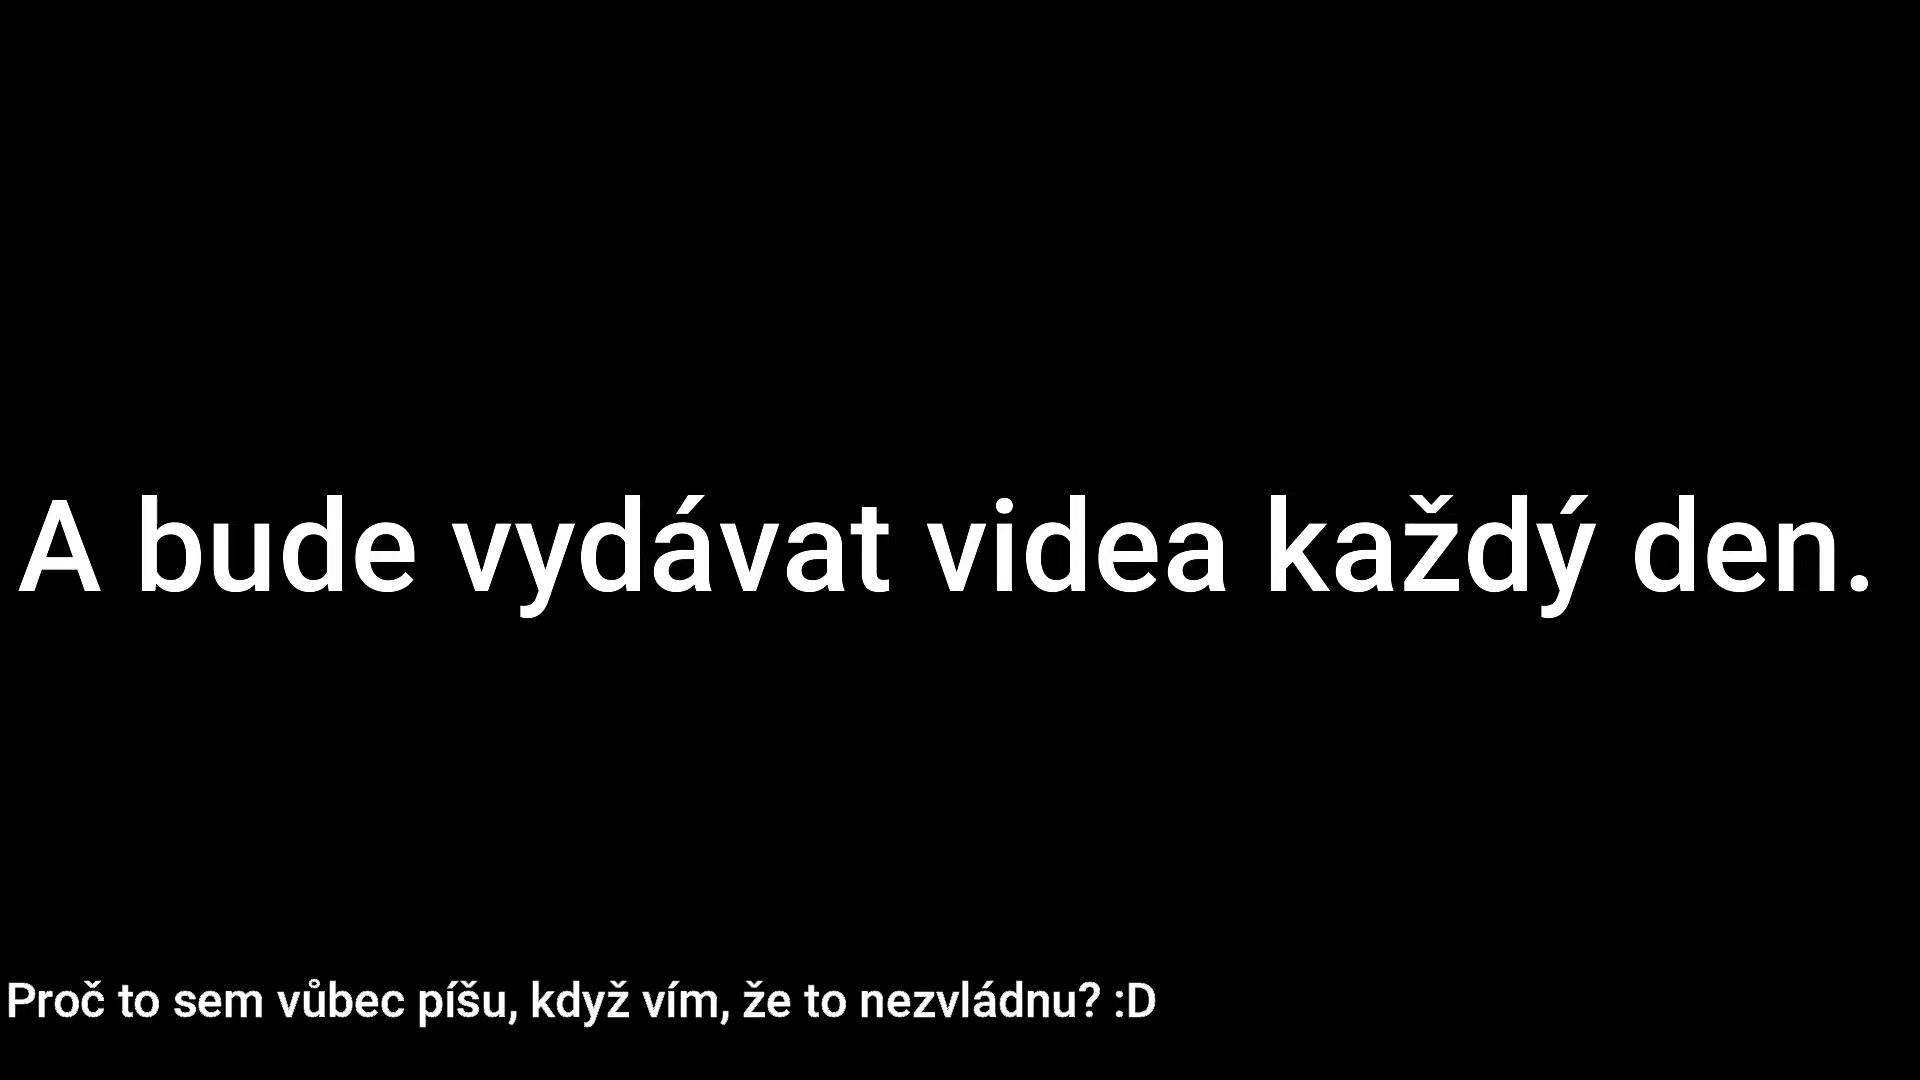 A bude vydávat videa každý den.
Proč to sem vůbec píšu, když vím, že to nezvládnu? :D